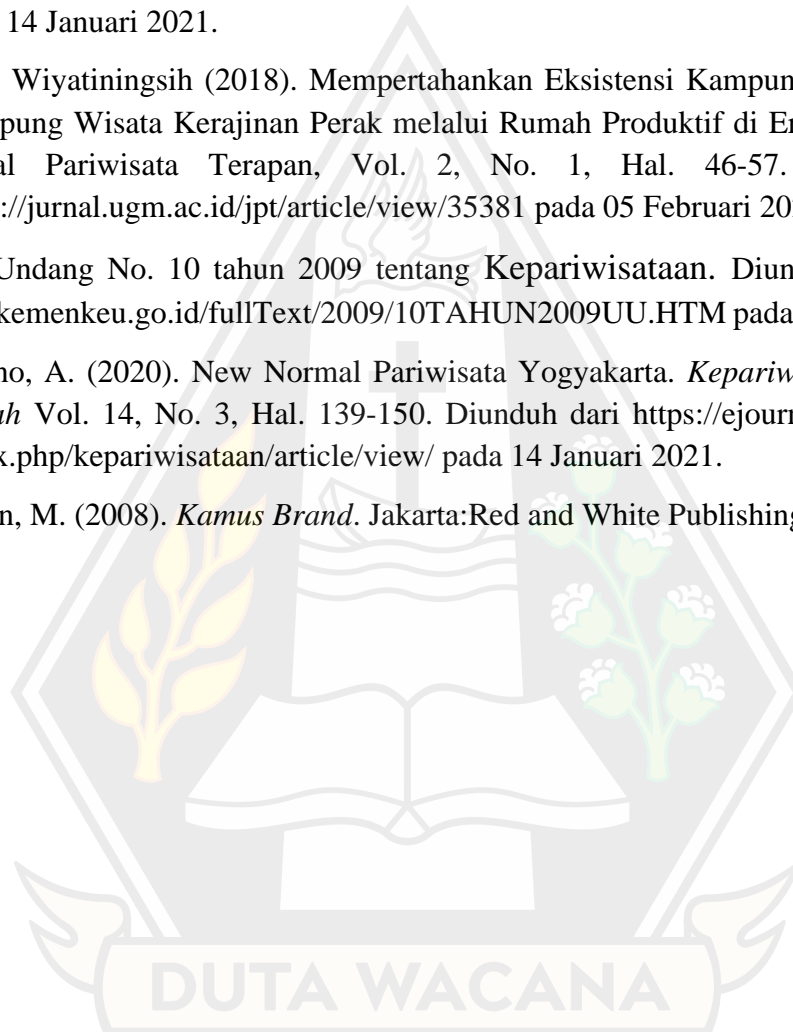 14 Januari 2021.
Wiyatiningsih (2018). Mempertahankan Eksistensi Kampun
pung Wisata Kerajinan Perak melalui Rumah Produktif di Er
al Pariwisata Terapan, Vol. 2, No. 1, Hal. 46-57.
://jurnal.ugm.ac.id/jpt/article/view/35381 pada 05 Februari 20
Undang No. 10 tahun 2009 tentang Kepariwisataan. Diun
kemenkeu.go.id/fullText/2009/10TAHUN2009UU.HTM pada
no, A. (2020). New Normal Pariwisata Yogyakarta. Kepariw
ah Vol. 14, No. 3, Hal. 139-150. Diunduh dari https://ejourn
x.php/kepariwisataan/article/view/ pada 14 Januari 2021.
n, M. (2008). Kamus Brand. Jakarta:Red and White Publishing
DUTA WACANA